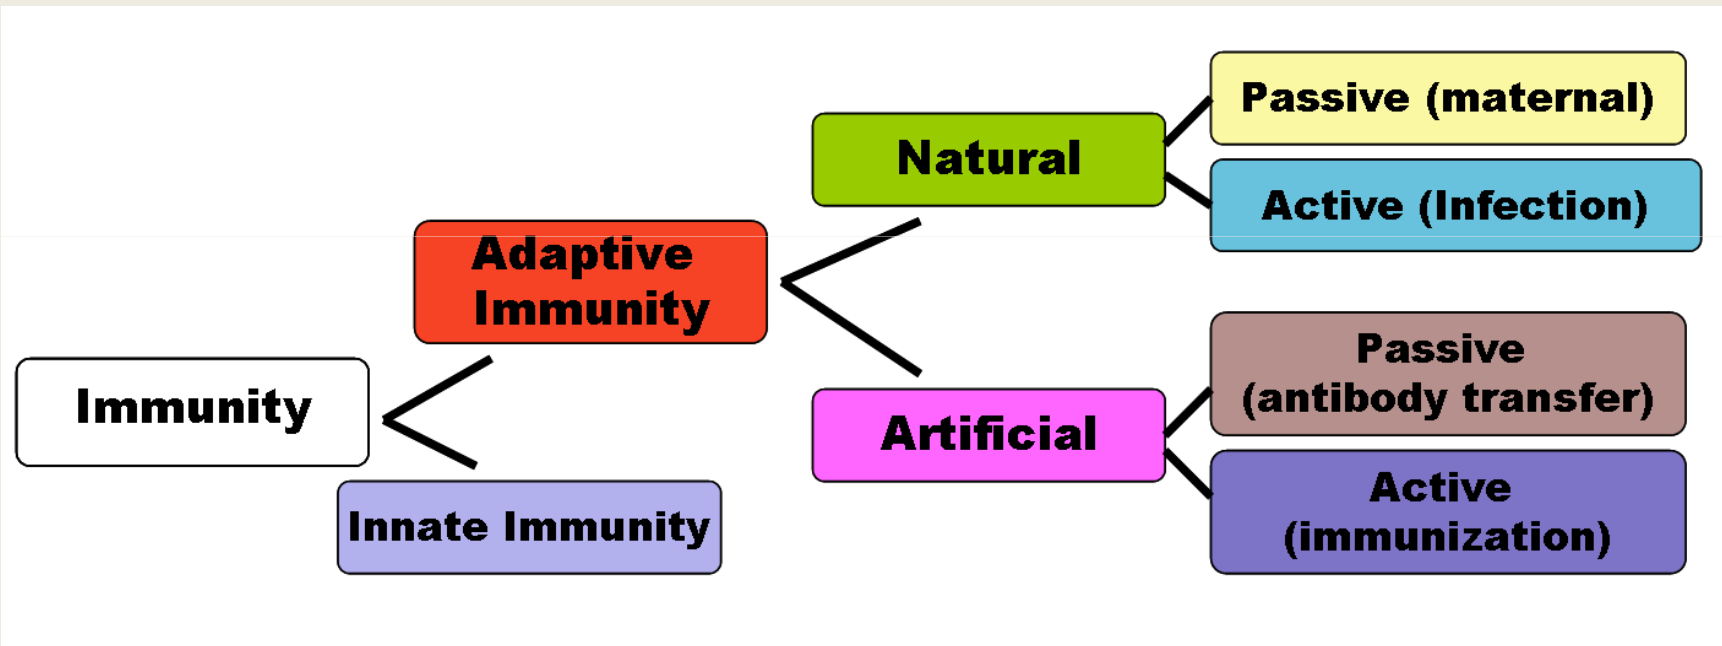 Immunity
Adaptive
Immunity
Innate Immunity
Natural
Artificial
Passive (maternal)
Active (Infection)
Passive
(antibody transfer)
Active
(immunization)